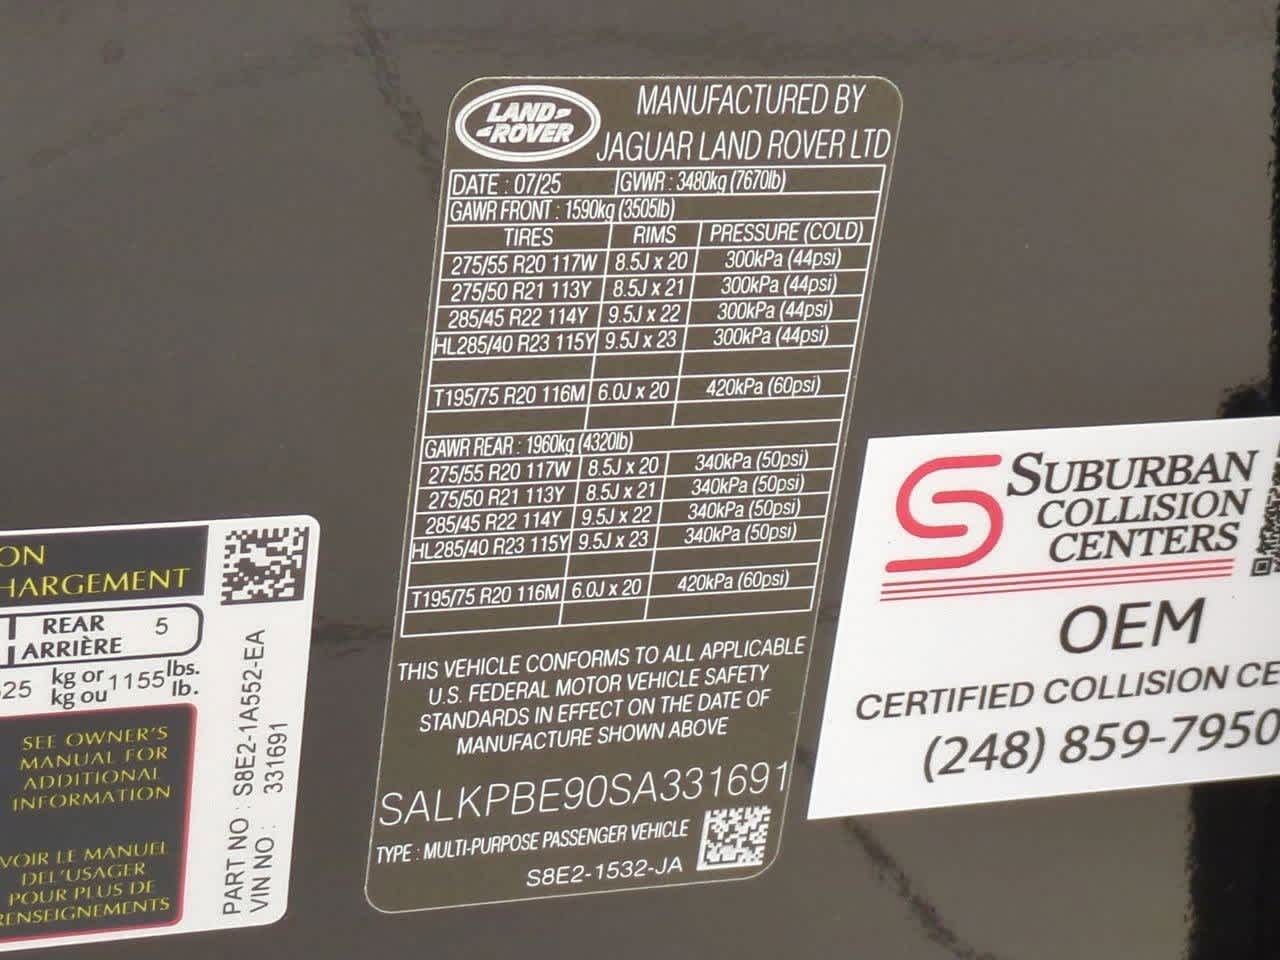 LAND ROVER
MANUFACTURED BY
JAGUAR LAND ROVER LTD
DATE : 07/25 GVWR : 3480kg (7670lb)
GAWR FRONT : 1590kg (3505lb)
TIRES RIMS PRESSURE (COLD)
275/55 R20 117W 8.5J x 20 300kPa (44psi)
275/50 R21 113Y 8.5J x 21 300kPa (44psi)
285/45 R22 114Y 9.5J x 22 300kPa (44psi)
HL285/40 R23 115Y 9.5J x 23 300kPa (44psi)
T195/75 R20 116M 6.0J x 20 420kPa (60psi)
GAWR REAR : 1960kg (4320lb)
275/55 R20 117W 8.5J x 20 340kPa (50psi)
275/50 R21 113Y 8.5J x 21 340kPa (50psi)
285/45 R22 114Y 9.5J x 22 340kPa (50psi)
HL285/40 R23 115Y 9.5J x 23 340kPa (50psi)
T195/75 R20 116M 6.0J x 20 420kPa (60psi)
THIS VEHICLE CONFORMS TO ALL APPLICABLE
U.S. FEDERAL MOTOR VEHICLE SAFETY
STANDARDS IN EFFECT ON THE DATE OF
MANUFACTURE SHOWN ABOVE
SALKPBE90SA331691
TYPE : MULTI-PURPOSE PASSENGER VEHICLE
S8E2-1532-JA
ON
HARGEMENT
REAR 5
ARRIÈRE
25 kg or 1155 lbs.
kg ou lb.
SEE OWNER'S
MANUAL FOR
ADDITIONAL
INFORMATION
VOIR LE MANUEL
DEL'USAGER
POUR PLUS DE
RENSEIGNEMENTS
PART NO : S8E2-1A552-EA
VIN NO : 331691
SUBURBAN
COLLISION
CENTERS
OEM
CERTIFIED COLLISION CE
(248) 859-7950